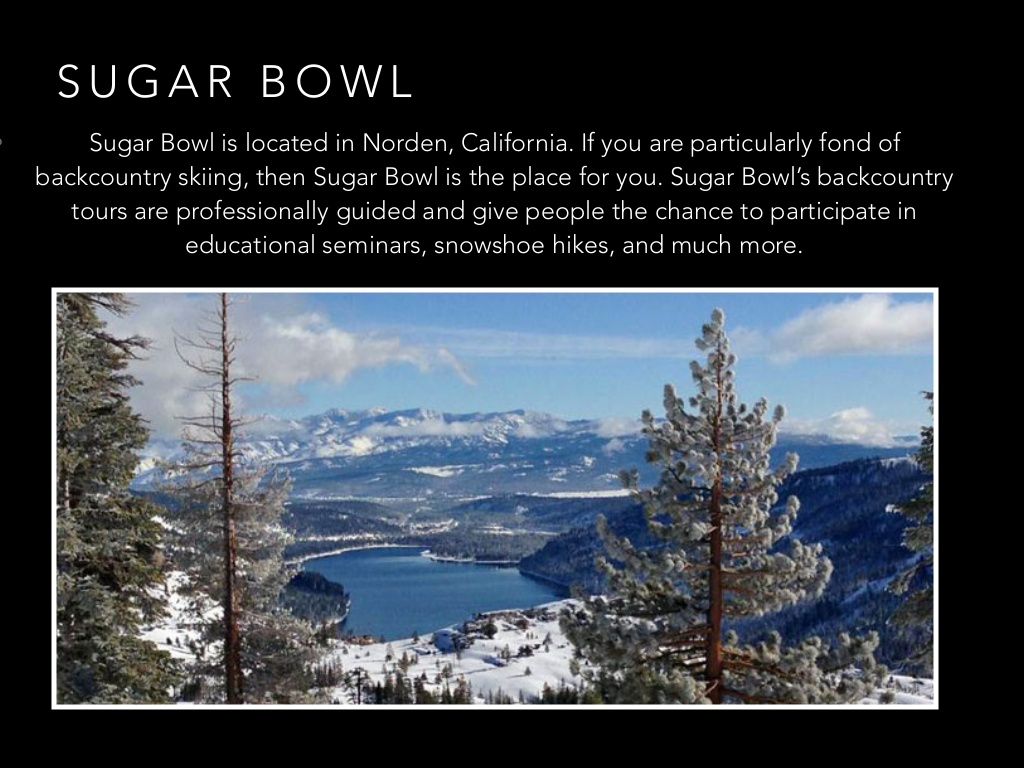 SUGAR BOWL
Sugar Bowl is located in Norden, California. If you are particularly fond of
backcountry skiing, then Sugar Bowl is the place for you. Sugar Bowl’s backcountry
tours are professionally guided and give people the chance to participate in
educational seminars, snowshoe hikes, and much more.